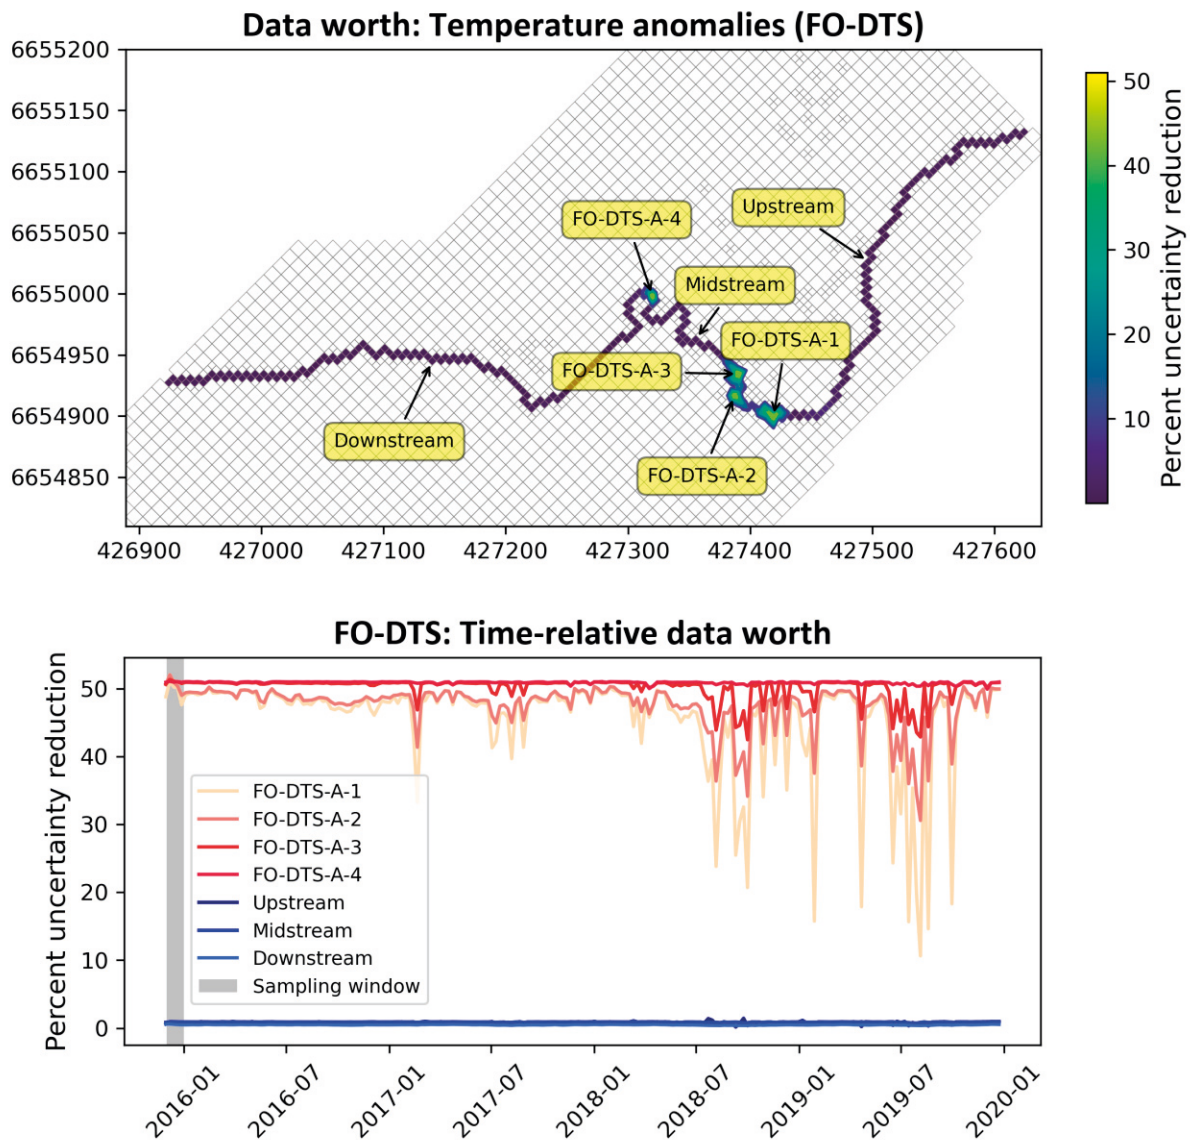 Data worth: Temperature anomalies (FO-DTS)
6655200
6655150
6655100
6655050
6655000
6654950
6654900
6654850
FO-DTS-A-4
Upstream
Midstream
FO-DTS-A-1
FO-DTS-A-3
Downstream
FO-DTS-A-2
426900 427000 427100 427200 427300 427400 427500 427600
50
40
30
20
10
Percent uncertainty reduction
FO-DTS: Time-relative data worth
Percent uncertainty reduction
50
40
30
20
10
0
FO-DTS-A-1
FO-DTS-A-2
FO-DTS-A-3
FO-DTS-A-4
Upstream
Midstream
Downstream
Sampling window
2016-01 2016-07 2017-01 2017-07 2018-01 2018-07 2019-01 2019-07 2020-01